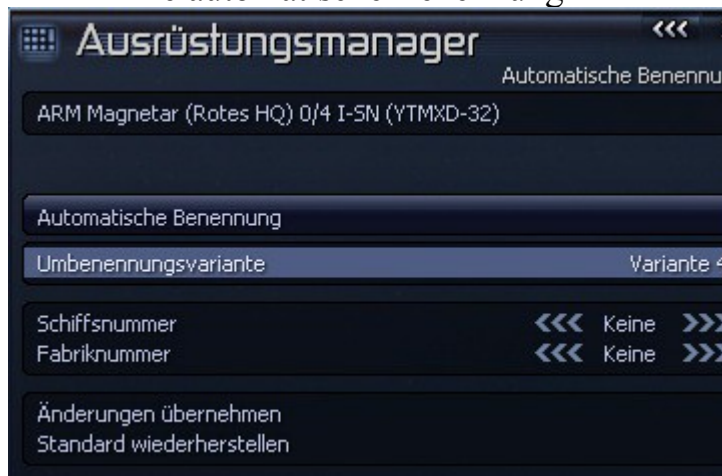 Ausrüstungsmanager
<<<
Automatische Benennu
ARM Magnetar (Rotes HQ) 0/4 I-SN (YTMXD-32)
Automatische Benennung
Umbenennungsvariante Variante 4
Schiffsnummer <<< Keine >>>
Fabriknummer <<< Keine >>>
Änderungen übernehmen
Standard wiederherstellen